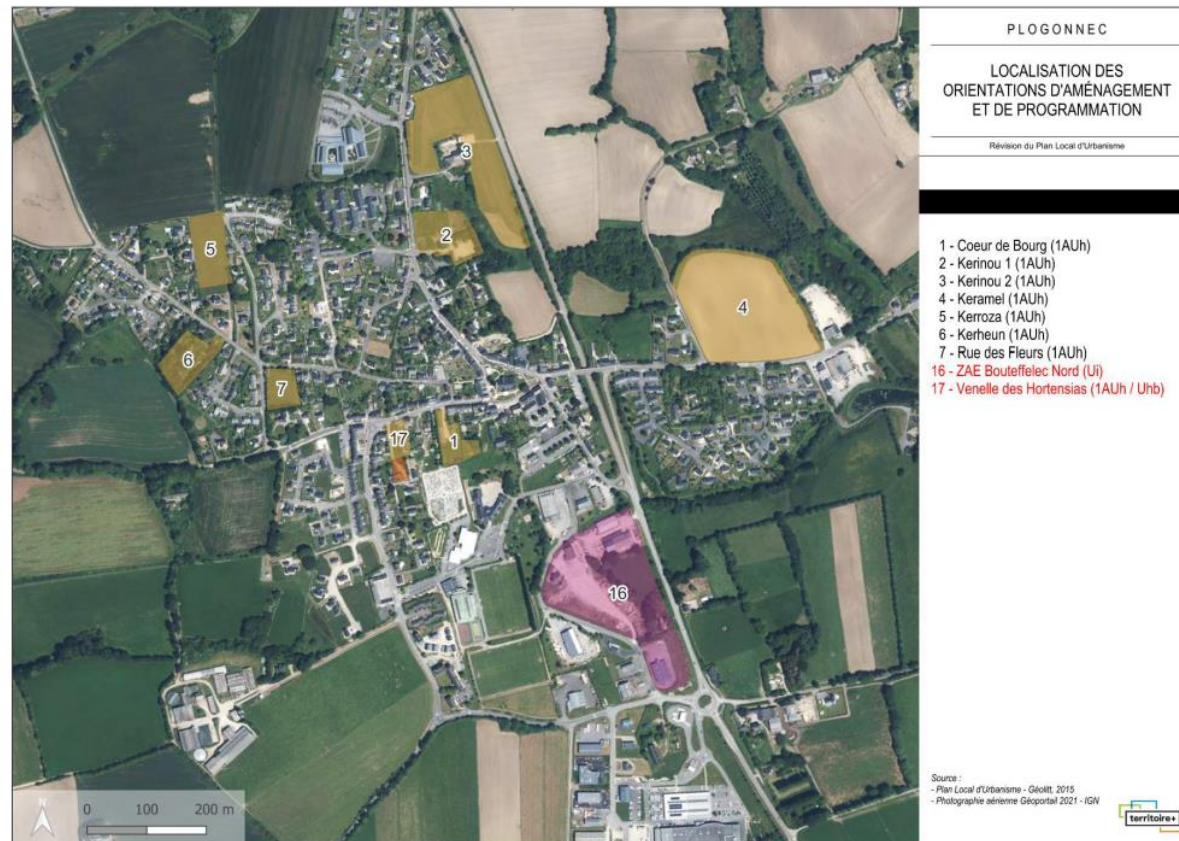 PLOGONNEC
LOCALISATION DES
ORIENTATIONS D'AMÉNAGEMENT
ET DE PROGRAMMATION
Révision du Plan Local d'Urbanisme
1 - Coeur de Bourg (1AUh)
2 - Kerinou 1 (1AUh)
3 - Kerinou 2 (1AUh)
4 - Keramel (1AUh)
5 - Kerroza (1AUh)
6 - Kerheun (1AUh)
7 - Rue des Fleurs (1AUh)
16 - ZAE Bouteffelec Nord (Ui)
17 - Venelle des Hortensias (1AUh / Uhb)
3
2
5
4
6
7
17
1
16
N
0 100 200 m
Source :
- Plan Local d'Urbanisme - Géolitt, 2015
- Photographie aérienne Géoportail 2021 - IGN
territoire+